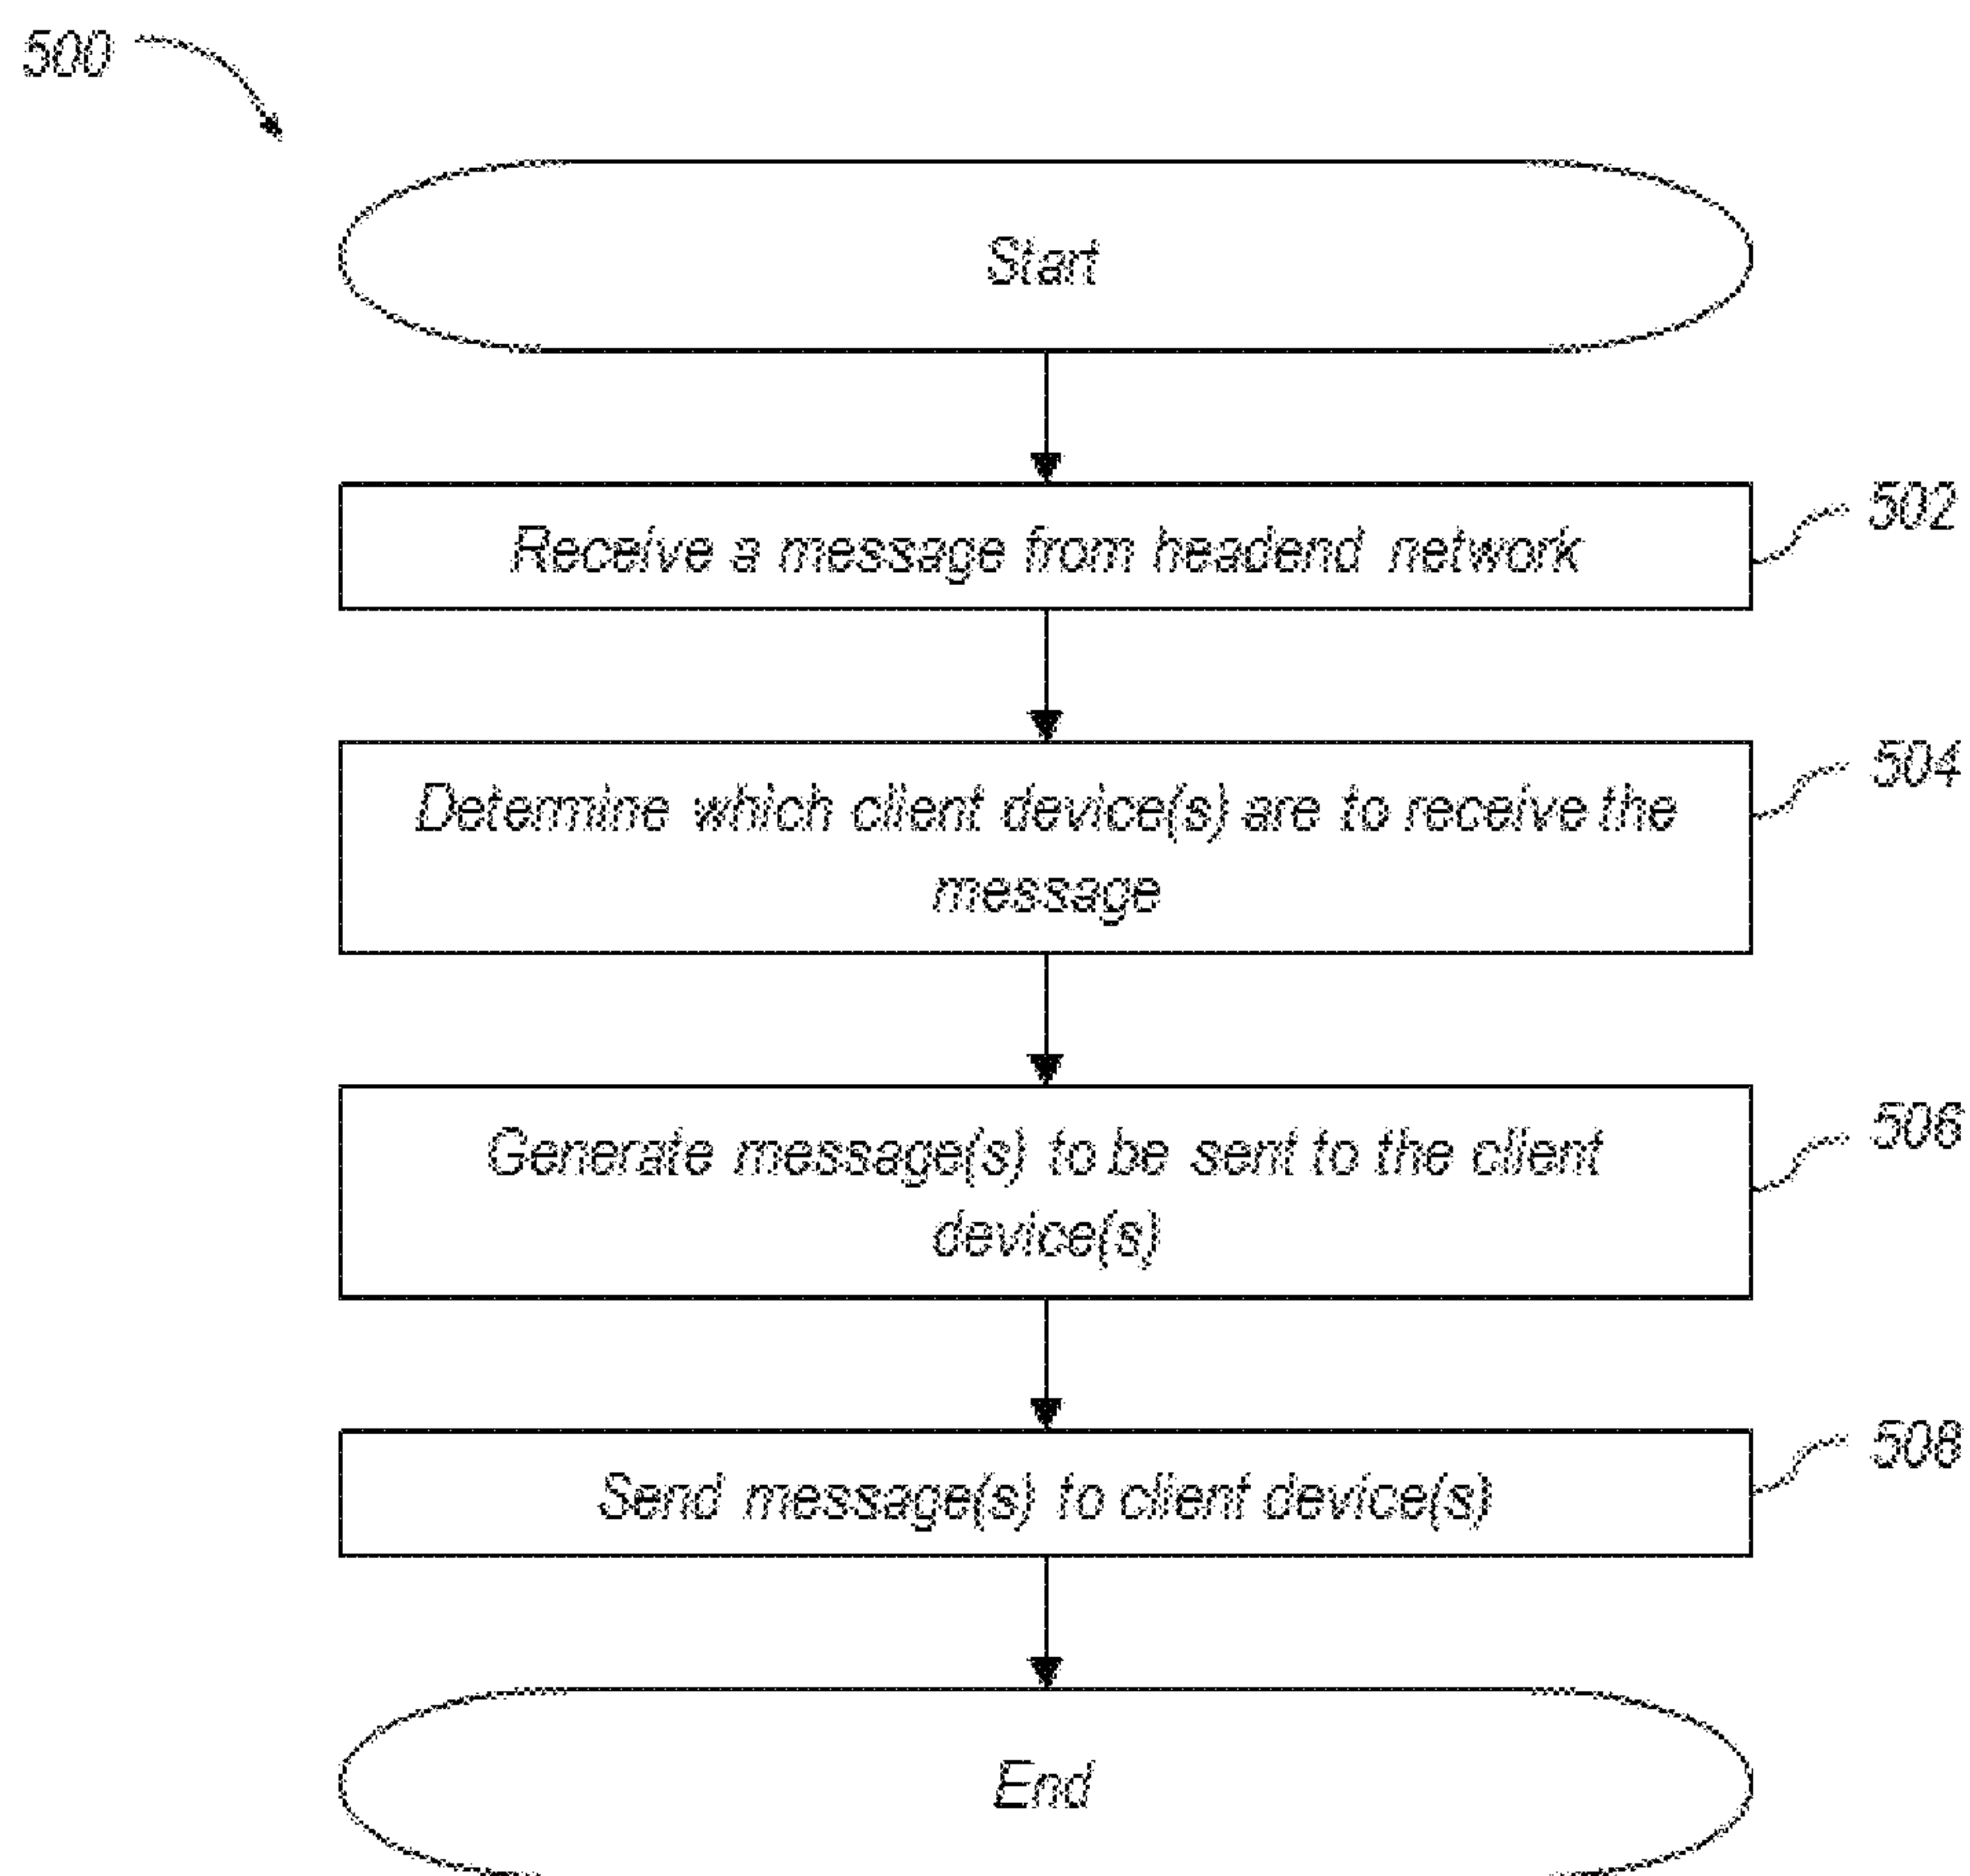 500
Start
Receive a message from headend network
502
Determine which client device(s) are to receive the
message
504
Generate message(s) to be sent to the client
device(s)
506
Send message(s) to client device(s)
508
End